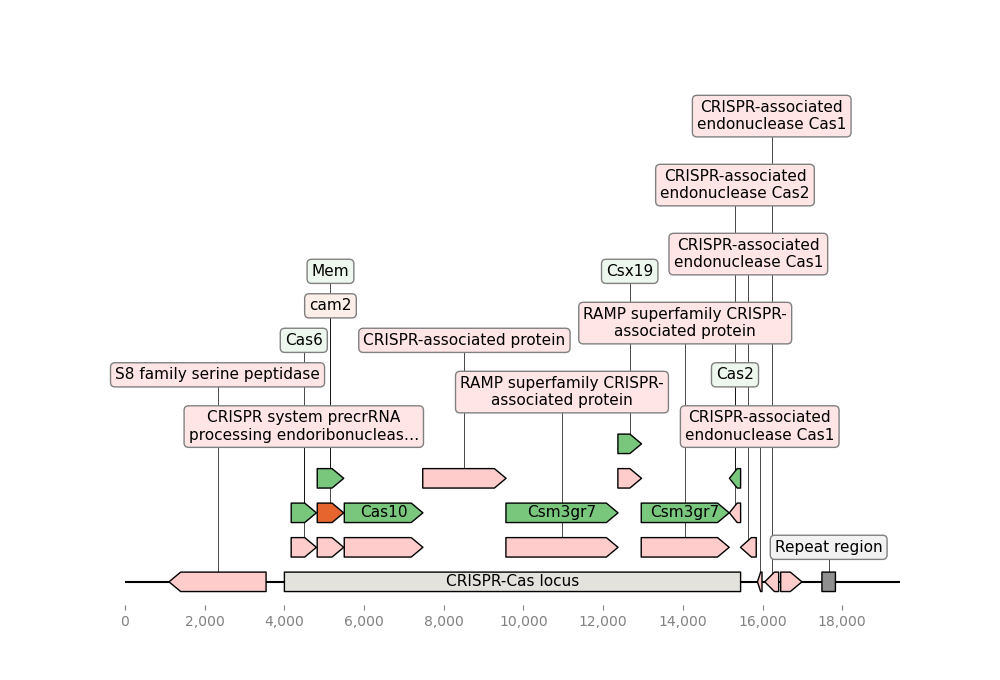 CRISPR-associated
endonuclease Cas1
CRISPR-associated
endonuclease Cas2
CRISPR-associated
endonuclease Cas1
Mem
Csx19
cam2
RAMP superfamily CRISPR-
associated protein
Cas6
CRISPR-associated protein
S8 family serine peptidase
Cas2
RAMP superfamily CRISPR-
associated protein
CRISPR system precrRNA
processing endoribonucleas…
CRISPR-associated
endonuclease Cas1
Cas10
Csm3gr7
Csm3gr7
Repeat region
CRISPR-Cas locus
0
2,000
4,000
6,000
8,000
10,000
12,000
14,000
16,000
18,000